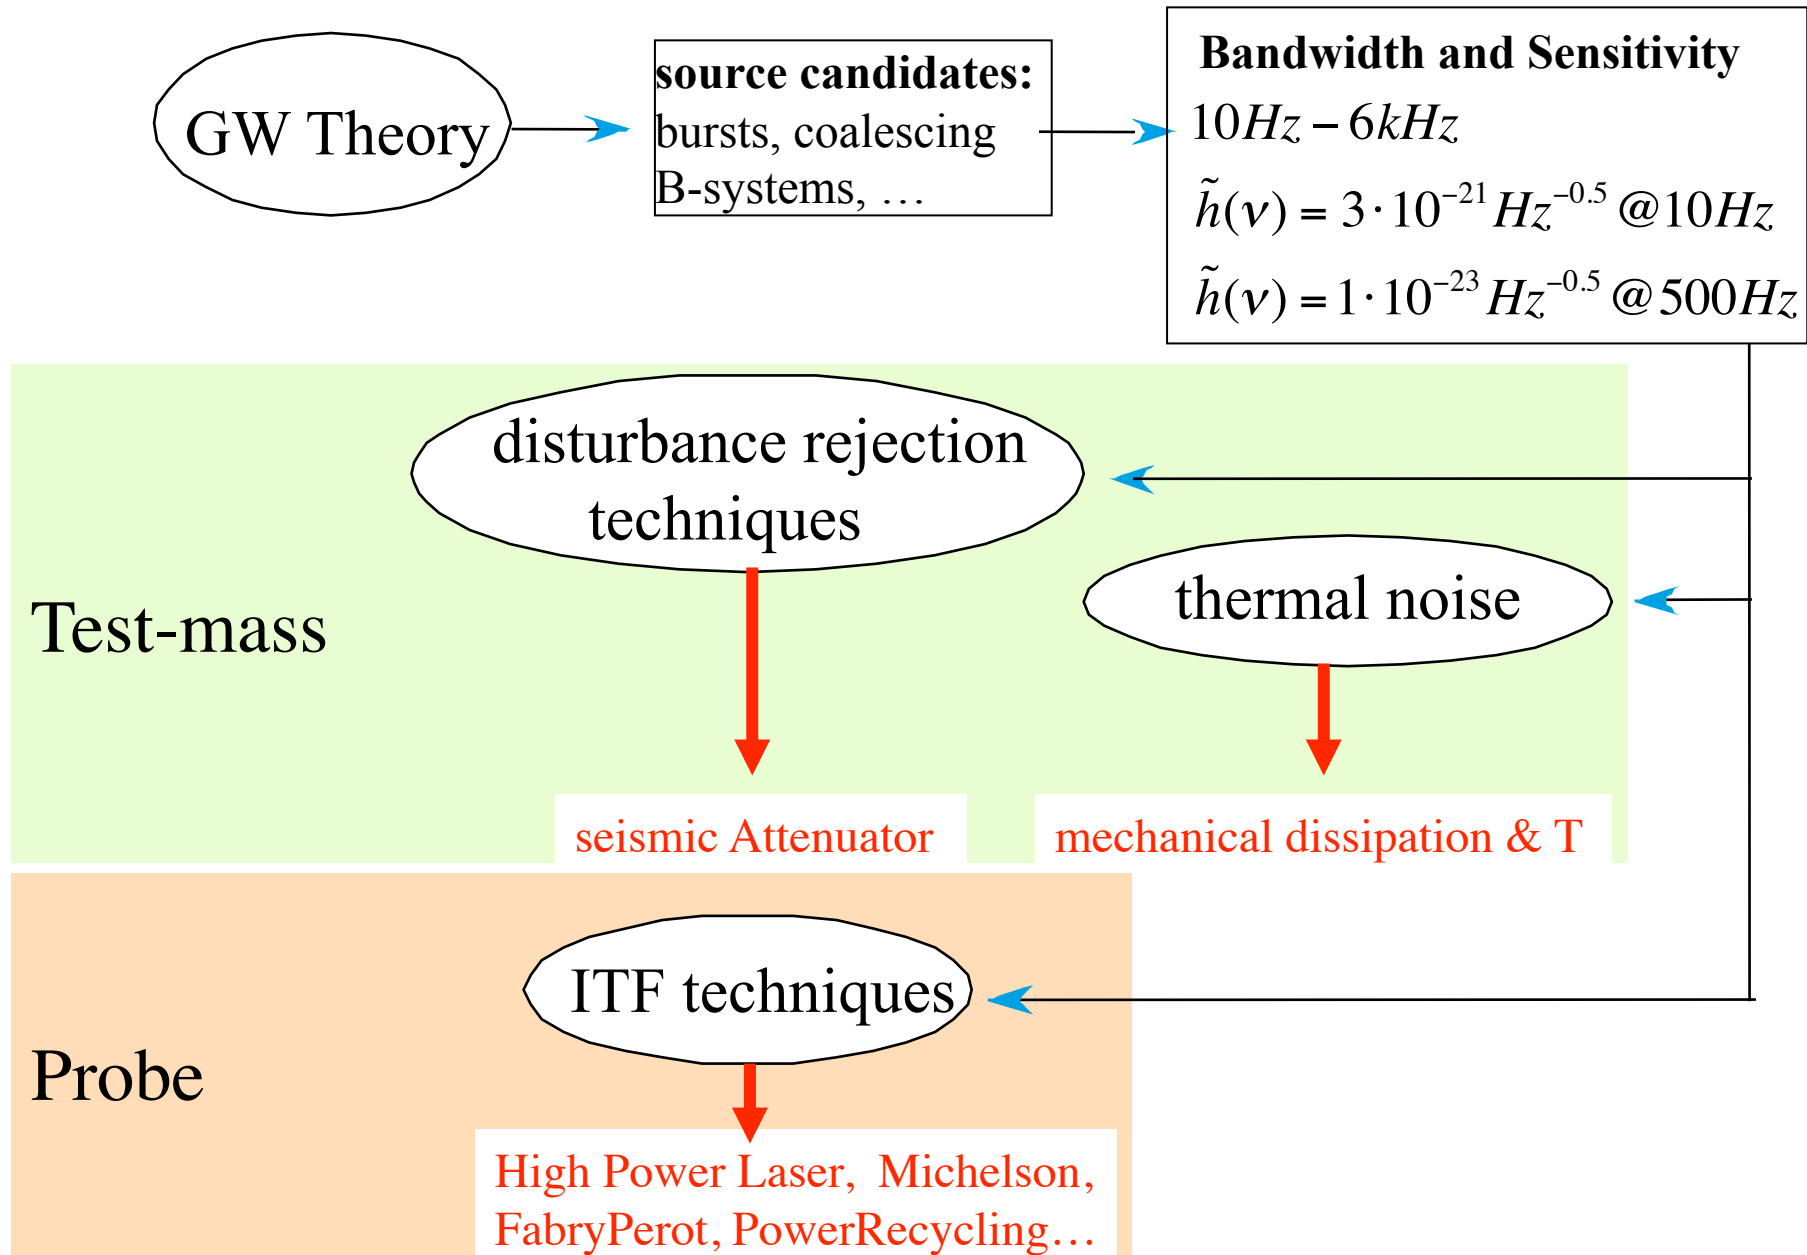 GW Theory
source candidates:
bursts, coalescing
B-systems, …
Bandwidth and Sensitivity
10Hz − 6kHz
h̃(ν) = 3·10⁻²¹ Hz⁻⁰·⁵ @10Hz
h̃(ν) = 1·10⁻²³ Hz⁻⁰·⁵ @500Hz
disturbance rejection
techniques
thermal noise
Test-mass
seismic Attenuator
mechanical dissipation & T
ITF techniques
Probe
High Power Laser, Michelson,
FabryPerot, PowerRecycling…